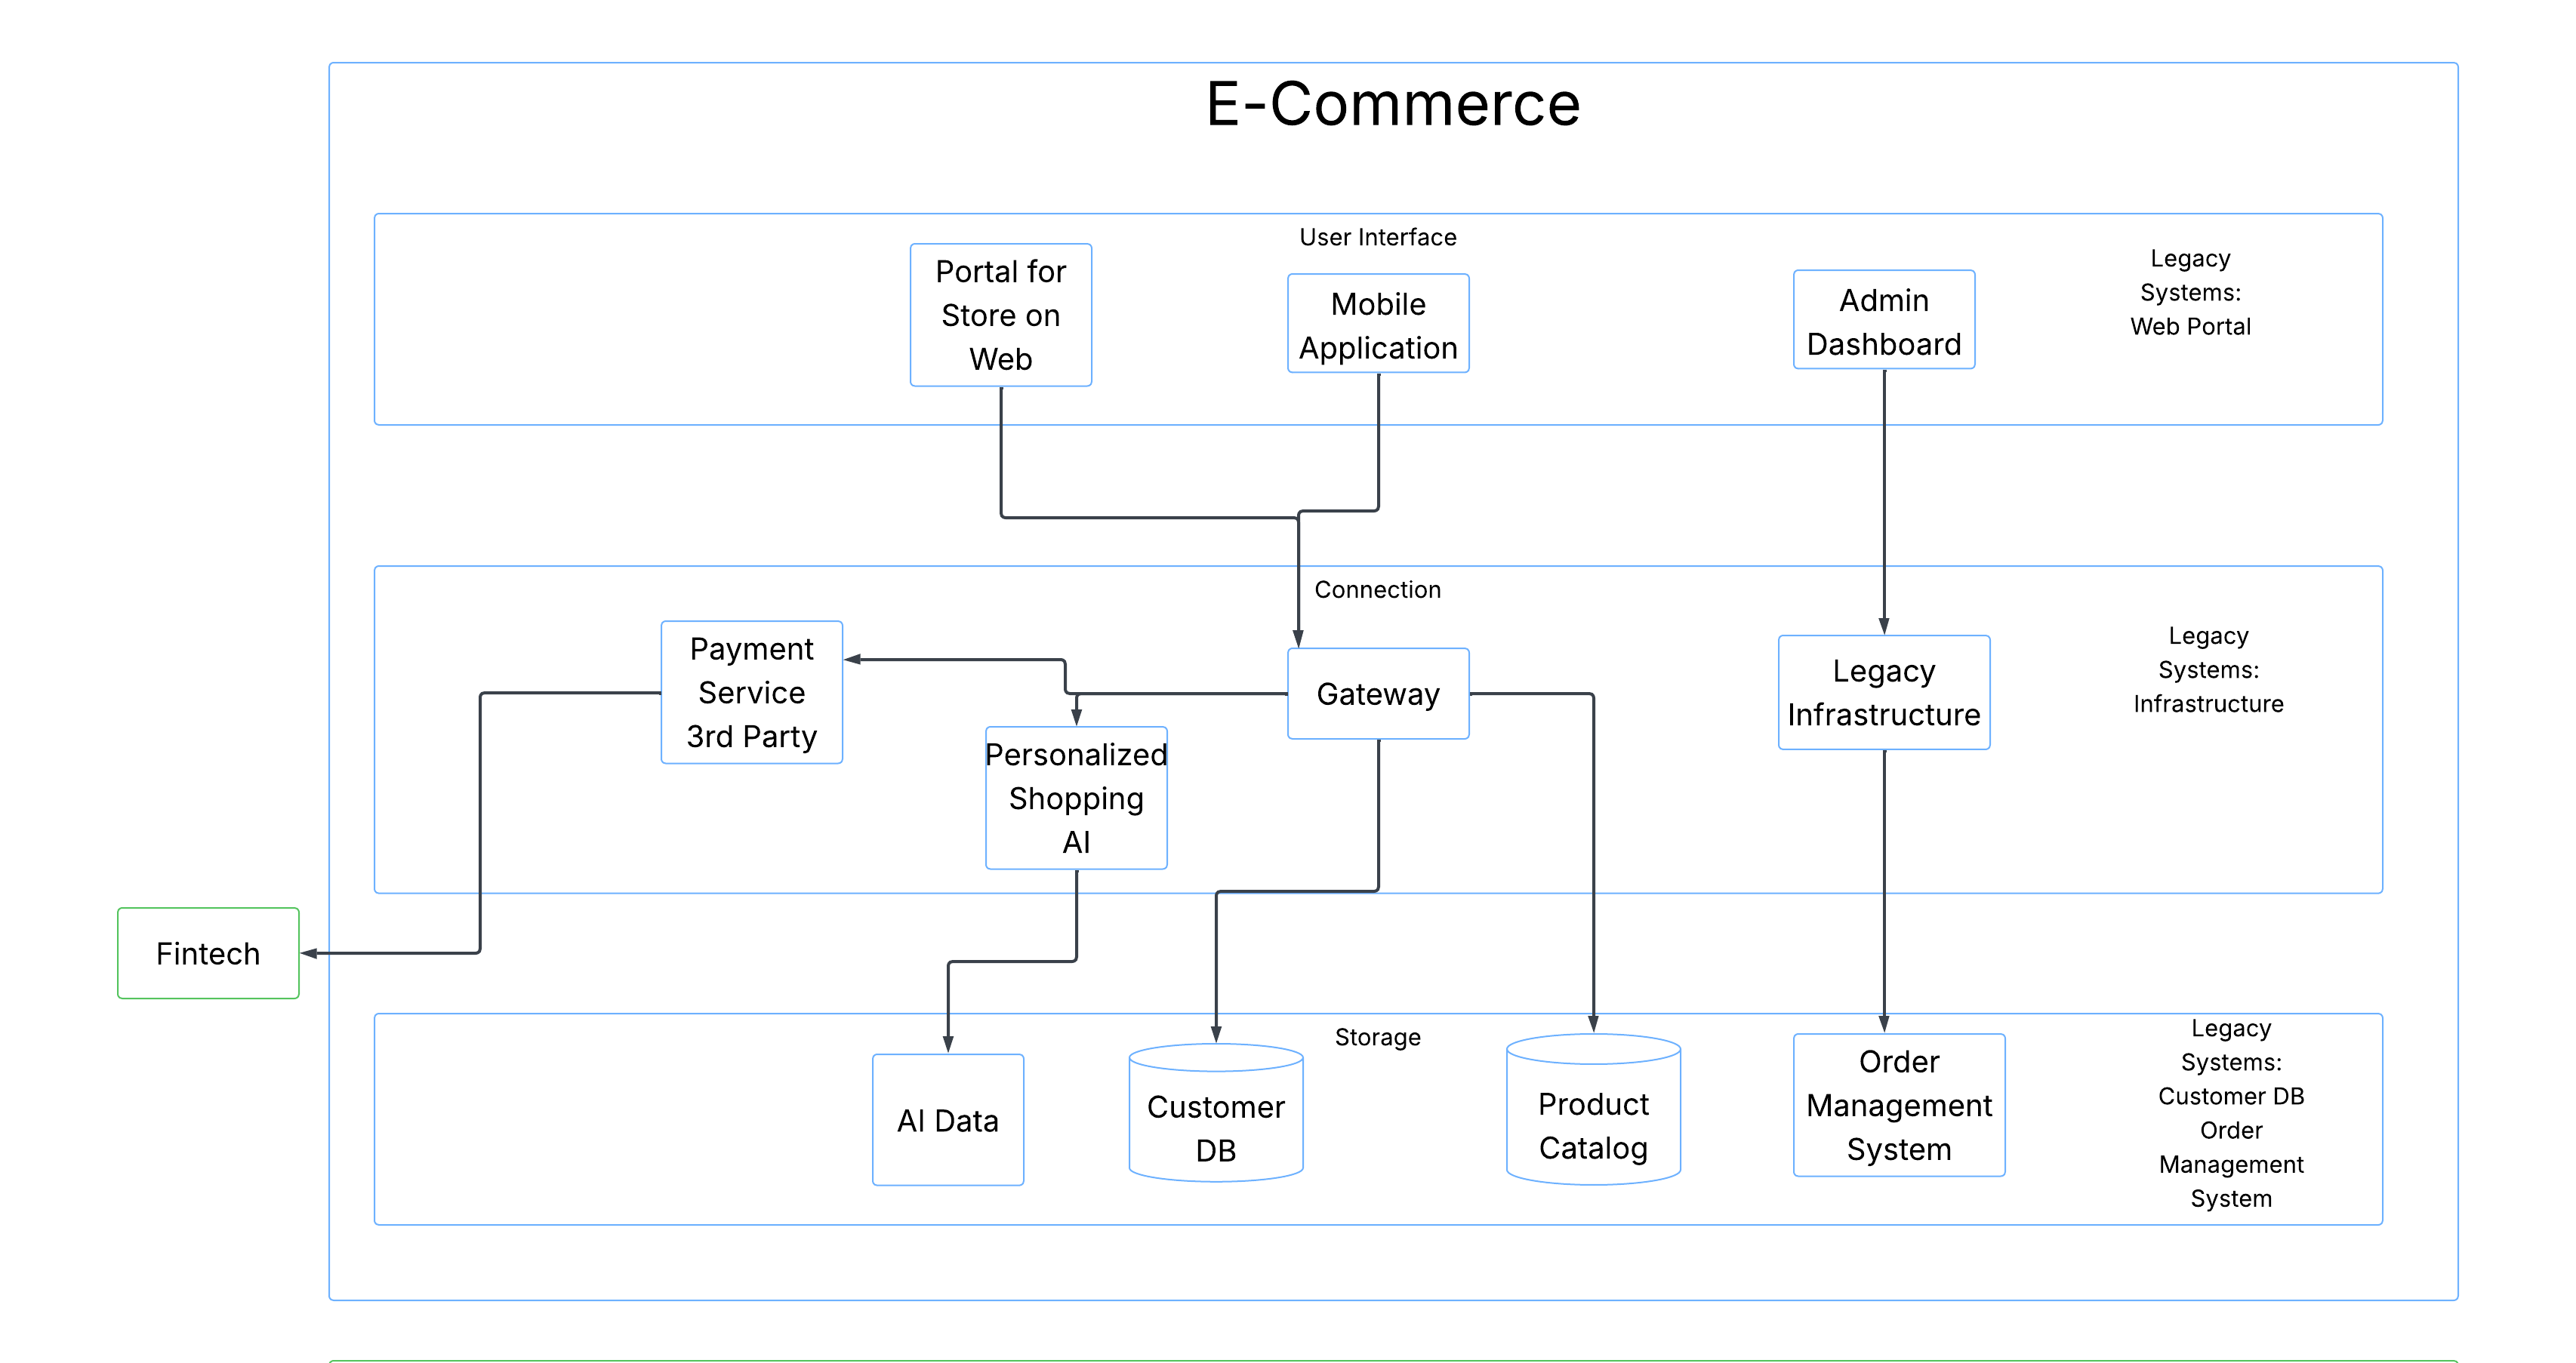 E-Commerce
User Interface
Portal for
Store on
Web
Mobile
Application
Admin
Dashboard
Legacy
Systems:
Web Portal
Connection
Payment
Service
3rd Party
Personalized
Shopping
AI
Gateway
Legacy
Infrastructure
Legacy
Systems:
Infrastructure
Fintech
Storage
AI Data
Customer
DB
Product
Catalog
Order
Management
System
Legacy
Systems:
Customer DB
Order
Management
System